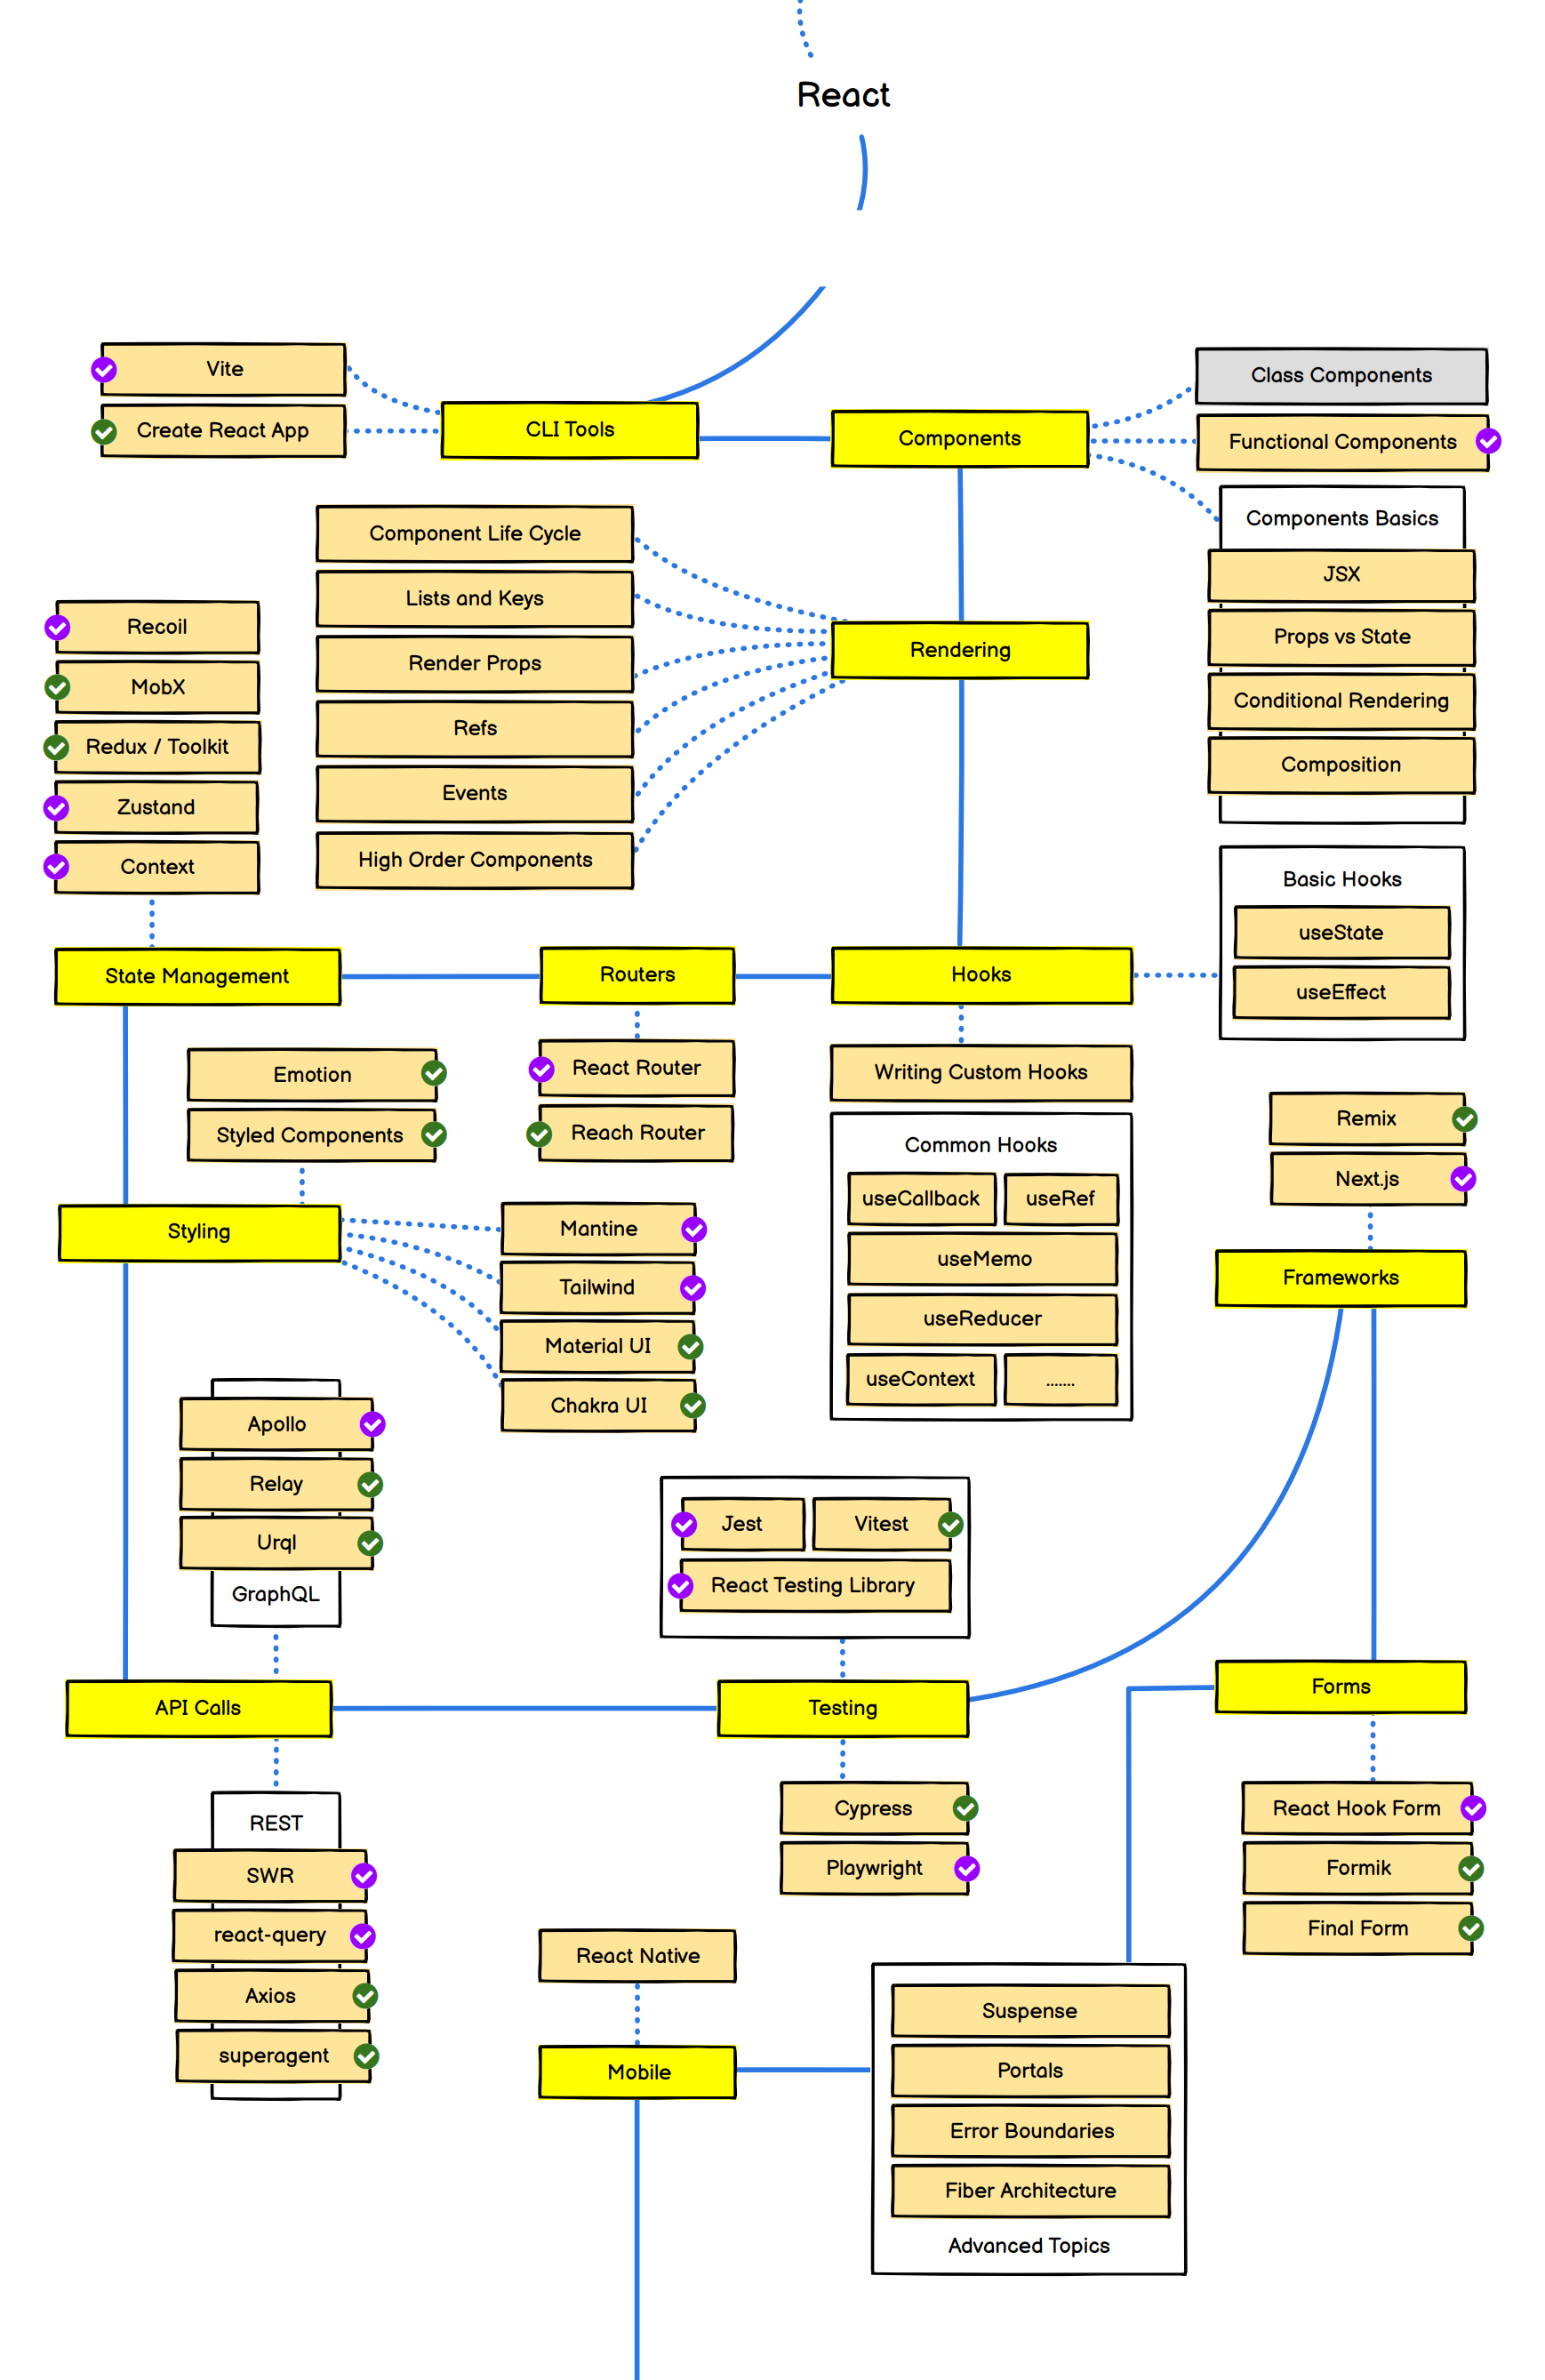 React
Vite
Create React App
CLI Tools
Components
Class Components
Functional Components
Components Basics
JSX
Props vs State
Conditional Rendering
Composition
Component Life Cycle
Lists and Keys
Render Props
Refs
Events
High Order Components
Rendering
Recoil
MobX
Redux / Toolkit
Zustand
Context
State Management
Routers
Hooks
Basic Hooks
useState
useEffect
React Router
Reach Router
Writing Custom Hooks
Common Hooks
useCallback
useRef
useMemo
useReducer
useContext
.......
Emotion
Styled Components
Styling
Mantine
Tailwind
Material UI
Chakra UI
Remix
Next.js
Frameworks
Apollo
Relay
Urql
GraphQL
API Calls
Jest
Vitest
React Testing Library
Testing
Cypress
Playwright
Forms
React Hook Form
Formik
Final Form
REST
SWR
react-query
Axios
superagent
React Native
Mobile
Suspense
Portals
Error Boundaries
Fiber Architecture
Advanced Topics